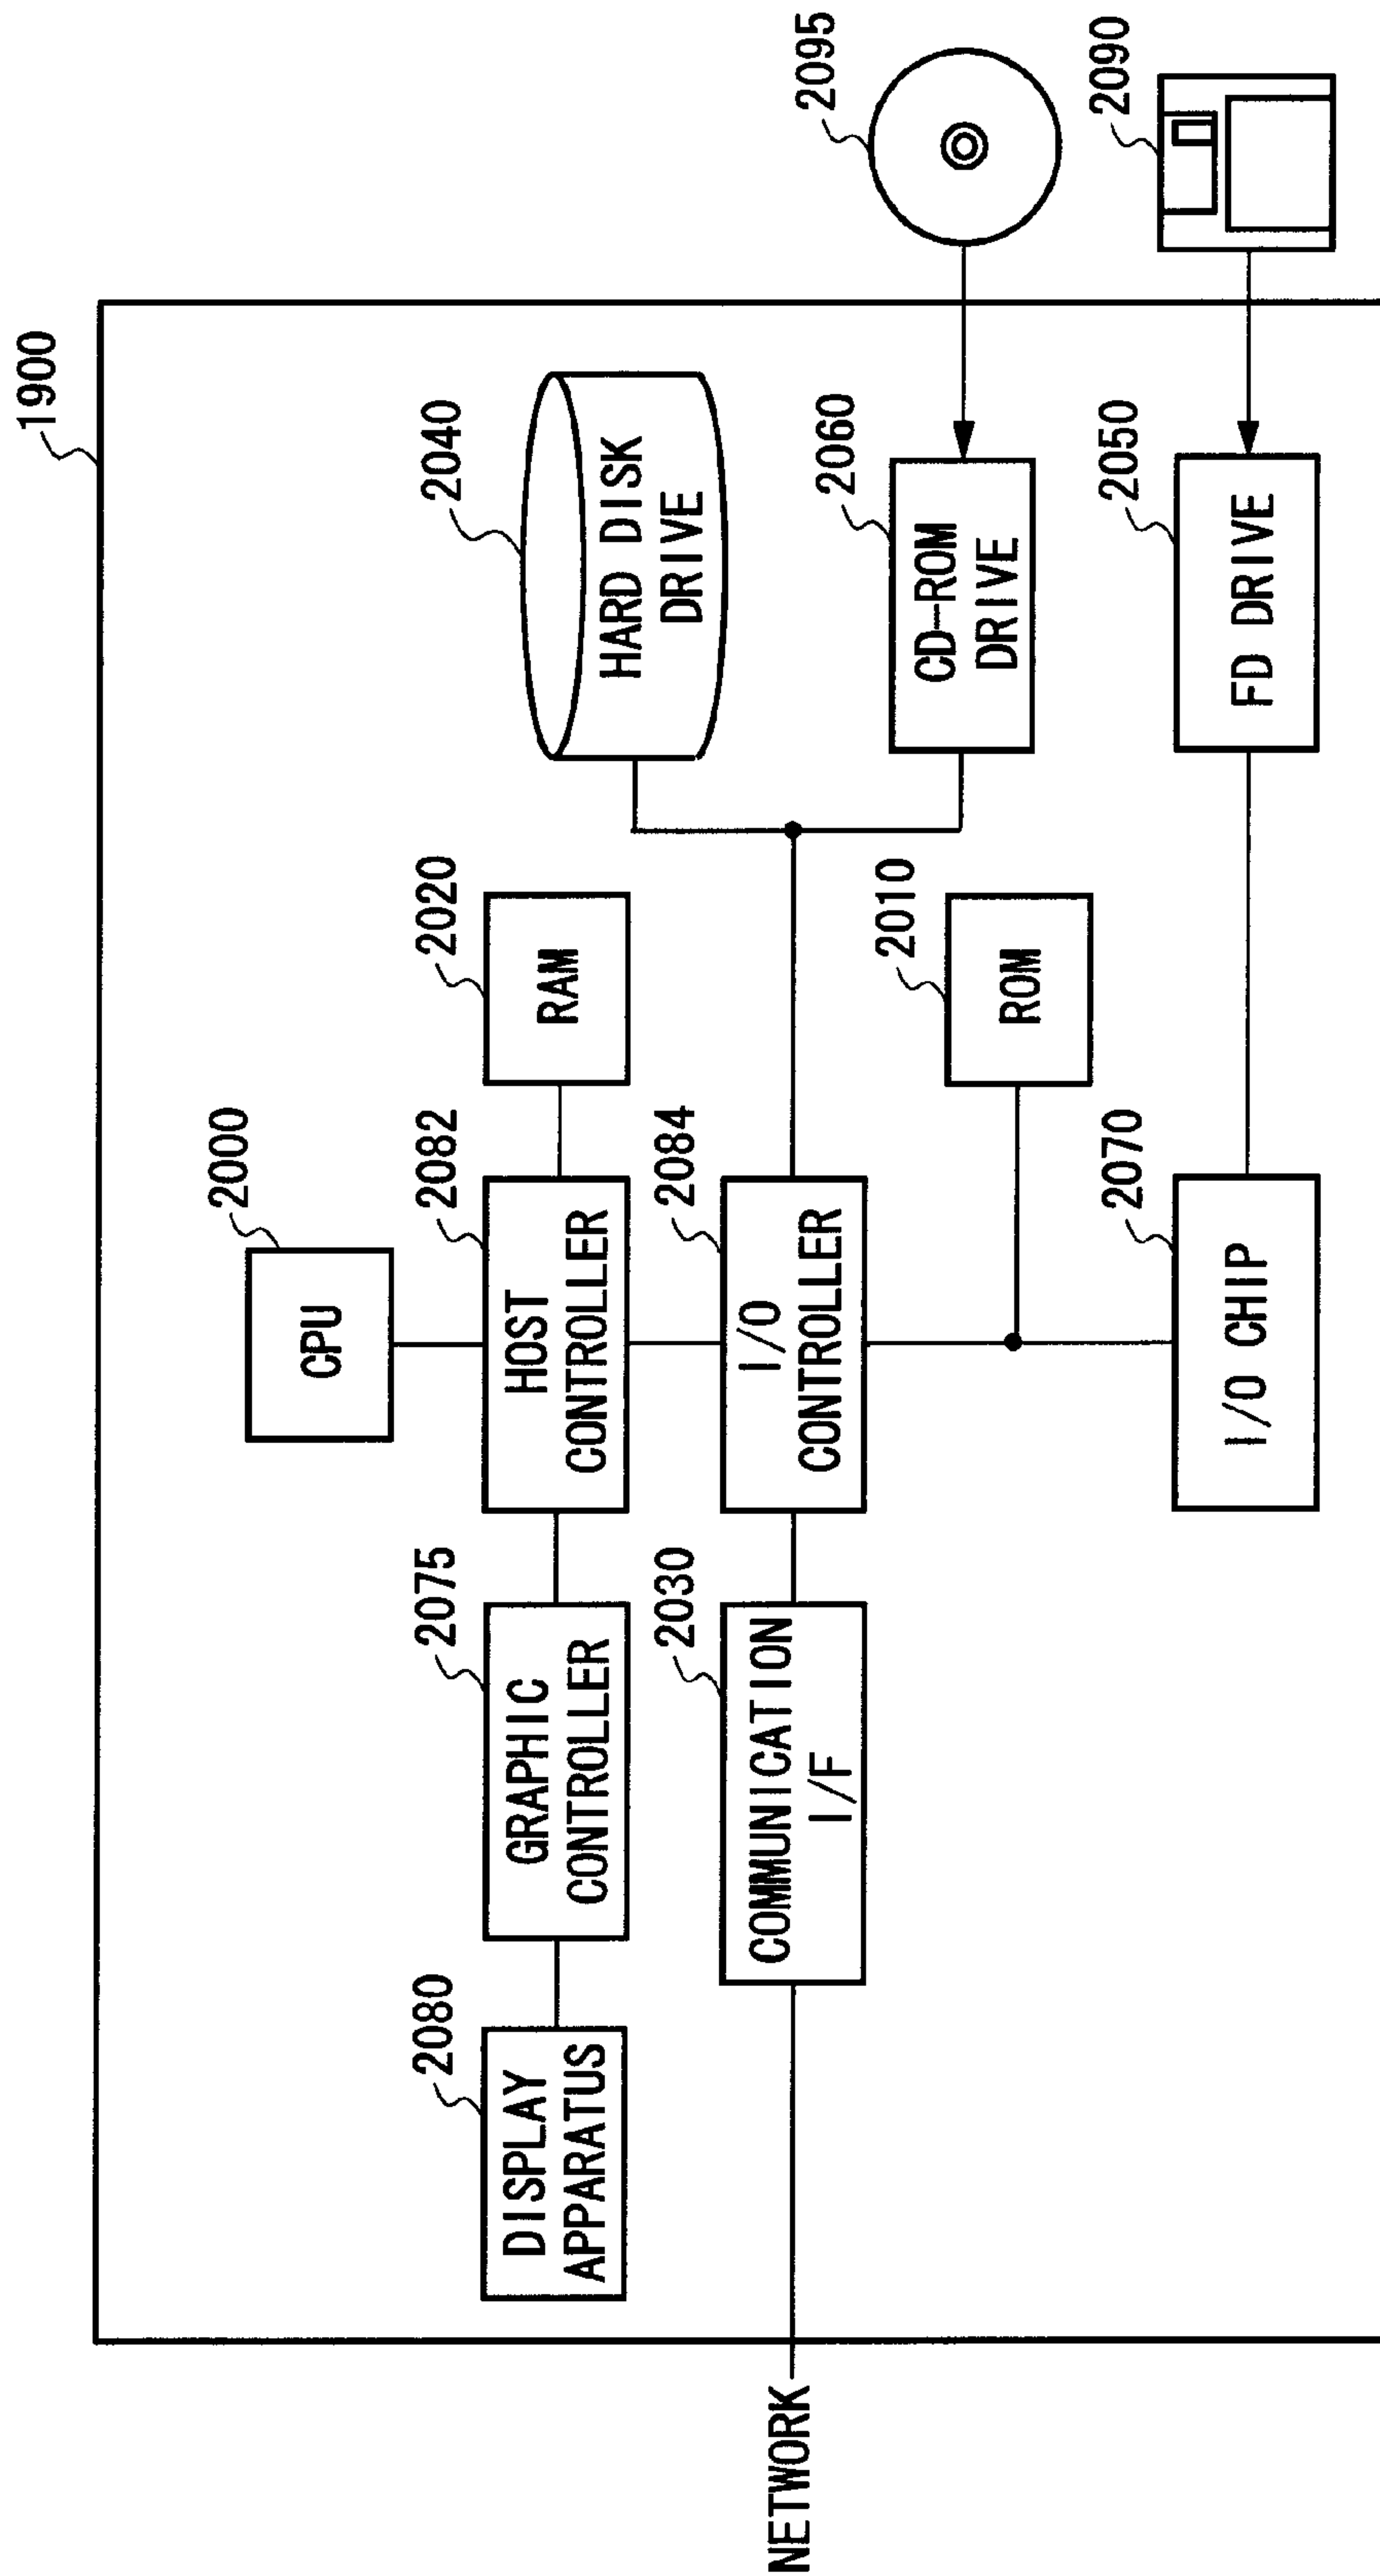 1900
2000
CPU
2080
DISPLAY
APPARATUS
2075
GRAPHIC
CONTROLLER
2082
HOST
CONTROLLER
2020
RAM
2040
HARD DISK
DRIVE
NETWORK
2030
COMMUNICATION
I/F
2084
I/O
CONTROLLER
2060
CD-ROM
DRIVE
2095
2010
ROM
2070
I/O CHIP
2050
FD DRIVE
2090